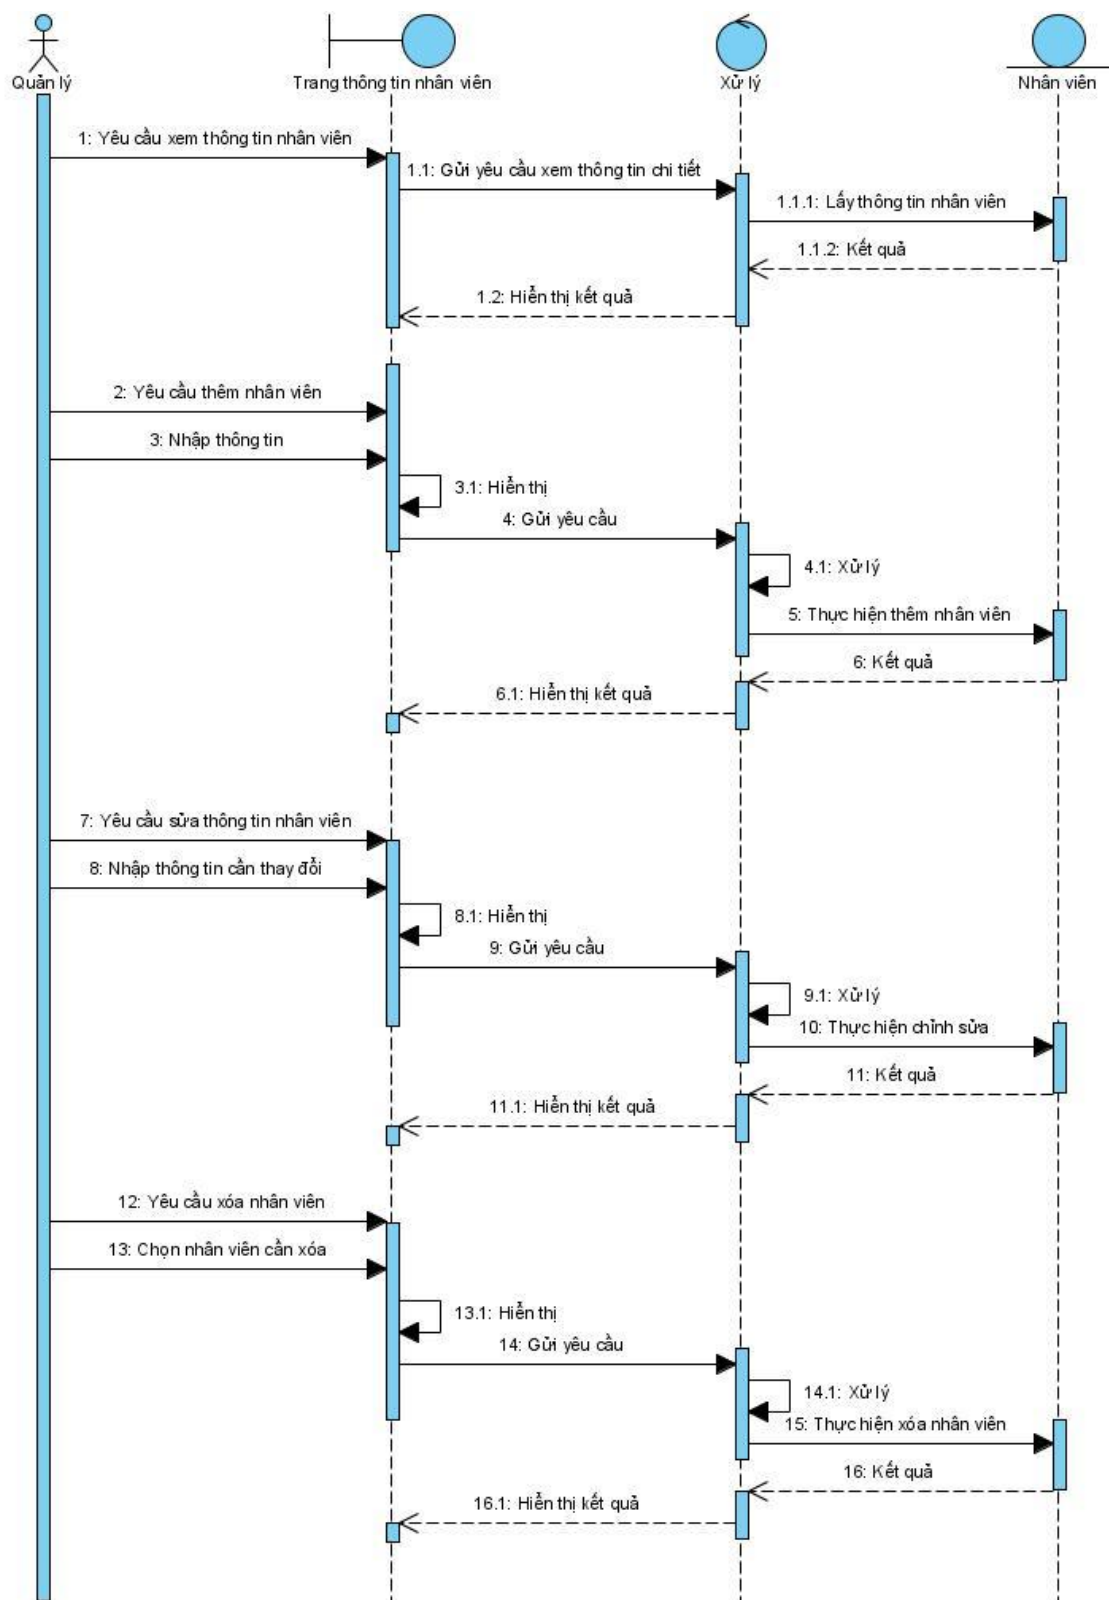 Quản lý
Trang thông tin nhân viên
Xử lý
Nhân viên
1: Yêu cầu xem thông tin nhân viên
1.1: Gửi yêu cầu xem thông tin chi tiết
1.1.1: Lấy thông tin nhân viên
1.1.2: Kết quả
1.2: Hiển thị kết quả
2: Yêu cầu thêm nhân viên
3: Nhập thông tin
3.1: Hiển thị
4: Gửi yêu cầu
4.1: Xử lý
5: Thực hiện thêm nhân viên
6: Kết quả
6.1: Hiển thị kết quả
7: Yêu cầu sửa thông tin nhân viên
8: Nhập thông tin cần thay đổi
8.1: Hiển thị
9: Gửi yêu cầu
9.1: Xử lý
10: Thực hiện chỉnh sửa
11: Kết quả
11.1: Hiển thị kết quả
12: Yêu cầu xóa nhân viên
13: Chọn nhân viên cần xóa
13.1: Hiển thị
14: Gửi yêu cầu
14.1: Xử lý
15: Thực hiện xóa nhân viên
16: Kết quả
16.1: Hiển thị kết quả